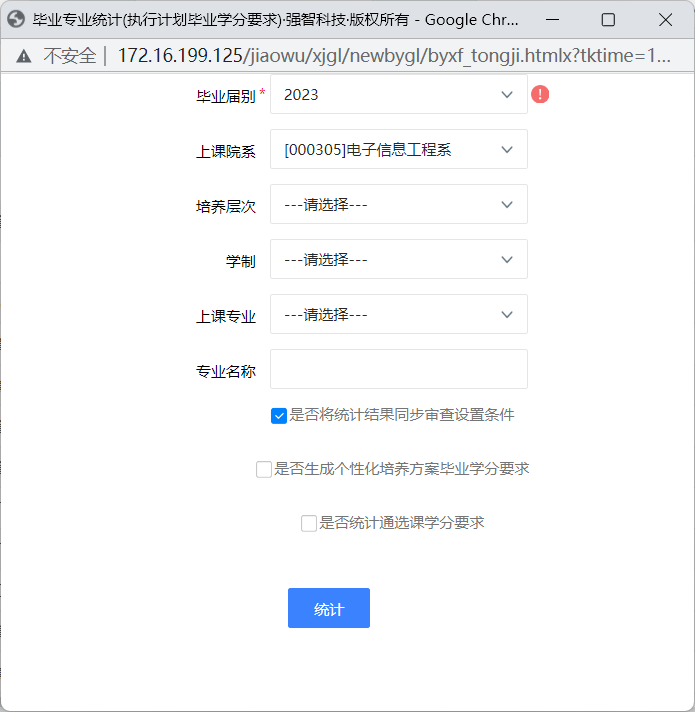 毕业专业统计(执行计划毕业学分要求)·强智科技·版权所有 - Google Chr...
不安全 | 172.16.199.125/jiaowu/xjgl/newbygl/byxf_tongji.htmlx?tktime=1...
毕业届别* 2023
上课院系 [000305]电子信息工程系
培养层次 ---请选择---
学制 ---请选择---
上课专业 ---请选择---
专业名称
是否将统计结果同步审查设置条件
是否生成个性化培养方案毕业学分要求
是否统计通选课学分要求
统计